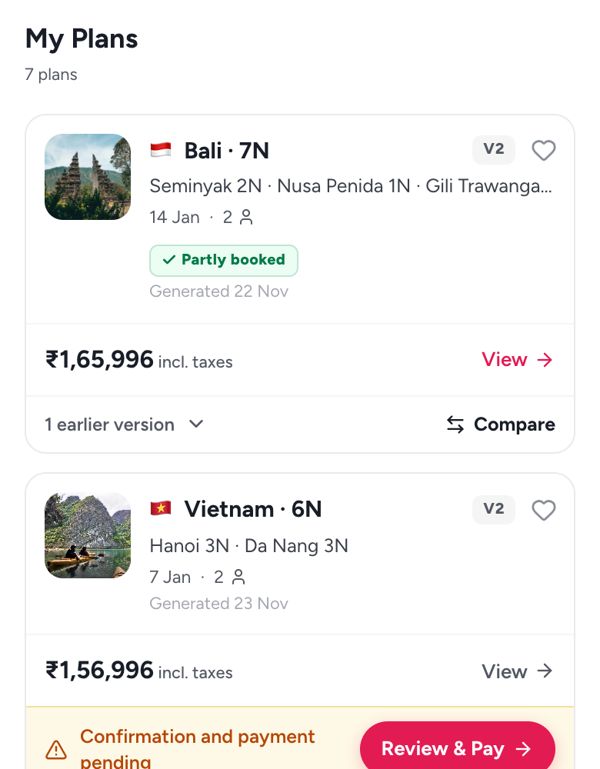 My Plans
7 plans
Bali · 7N
V2
Seminyak 2N · Nusa Penida 1N · Gili Trawanga...
14 Jan · 2
Partly booked
Generated 22 Nov
₹1,65,996 incl. taxes
View →
1 earlier version
Compare
Vietnam · 6N
V2
Hanoi 3N · Da Nang 3N
7 Jan · 2
Generated 23 Nov
₹1,56,996 incl. taxes
View →
Confirmation and payment
pending
Review & Pay →